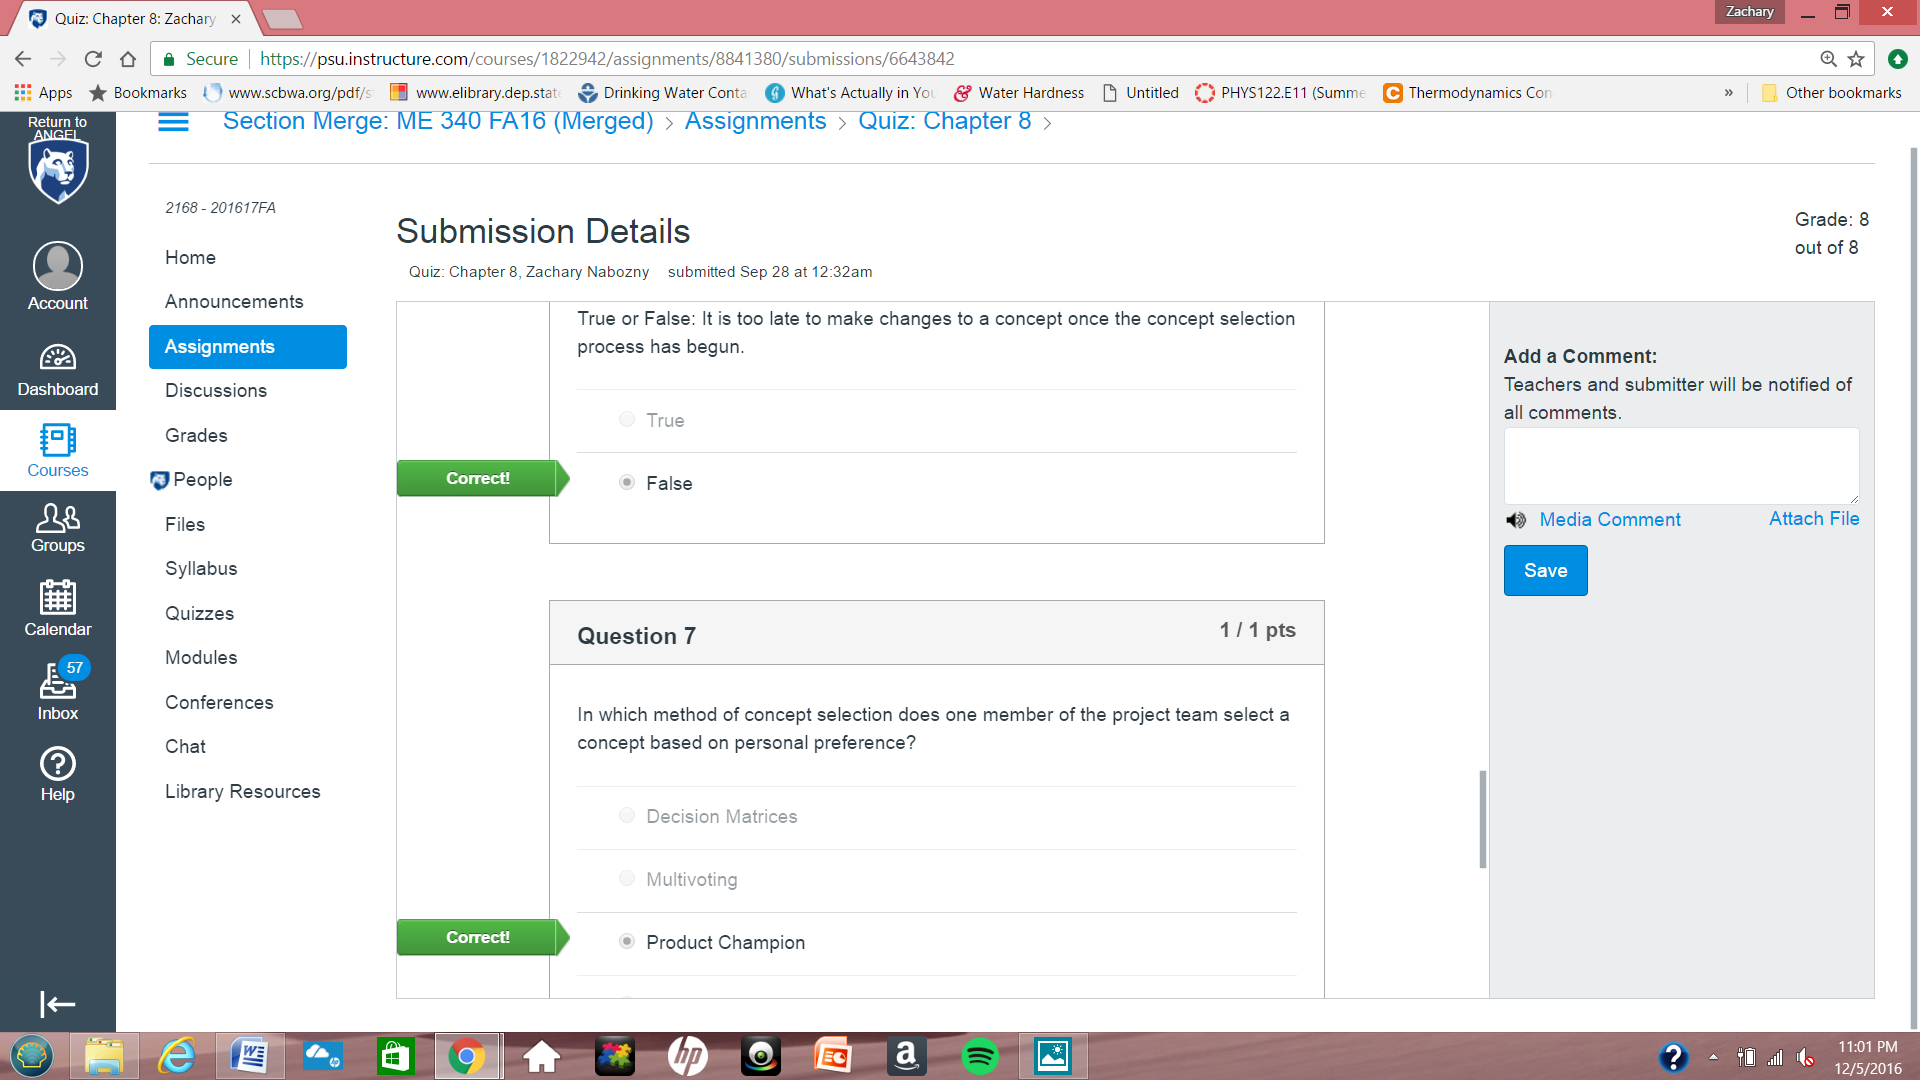 Quiz: Chapter 8: Zachary
Zachary
Secure
https://psu.instructure.com/courses/1822942/assignments/8841380/submissions/6643842
Apps
Bookmarks
www.scbwa.org/pdf/s
www.elibrary.dep.stat
Drinking Water Conta
What's Actually in You
Water Hardness
Untitled
PHYS122.E11 (Summe
Thermodynamics Con
»
Other bookmarks
Return to
ANGEL
Account
Dashboard
Courses
Groups
Calendar
57
Inbox
Help
Section Merge: ME 340 FA16 (Merged) > Assignments > Quiz: Chapter 8 >
2168 - 201617FA
Home
Announcements
Assignments
Discussions
Grades
People
Files
Syllabus
Quizzes
Modules
Conferences
Chat
Library Resources
Submission Details
Quiz: Chapter 8, Zachary Nabozny submitted Sep 28 at 12:32am
Grade: 8
out of 8
True or False: It is too late to make changes to a concept once the concept selection
process has begun.
True
Correct!
False
Question 7
1 / 1 pts
In which method of concept selection does one member of the project team select a
concept based on personal preference?
Decision Matrices
Multivoting
Correct!
Product Champion
Add a Comment:
Teachers and submitter will be notified of
all comments.
Media Comment
Attach File
Save
11:01 PM
12/5/2016